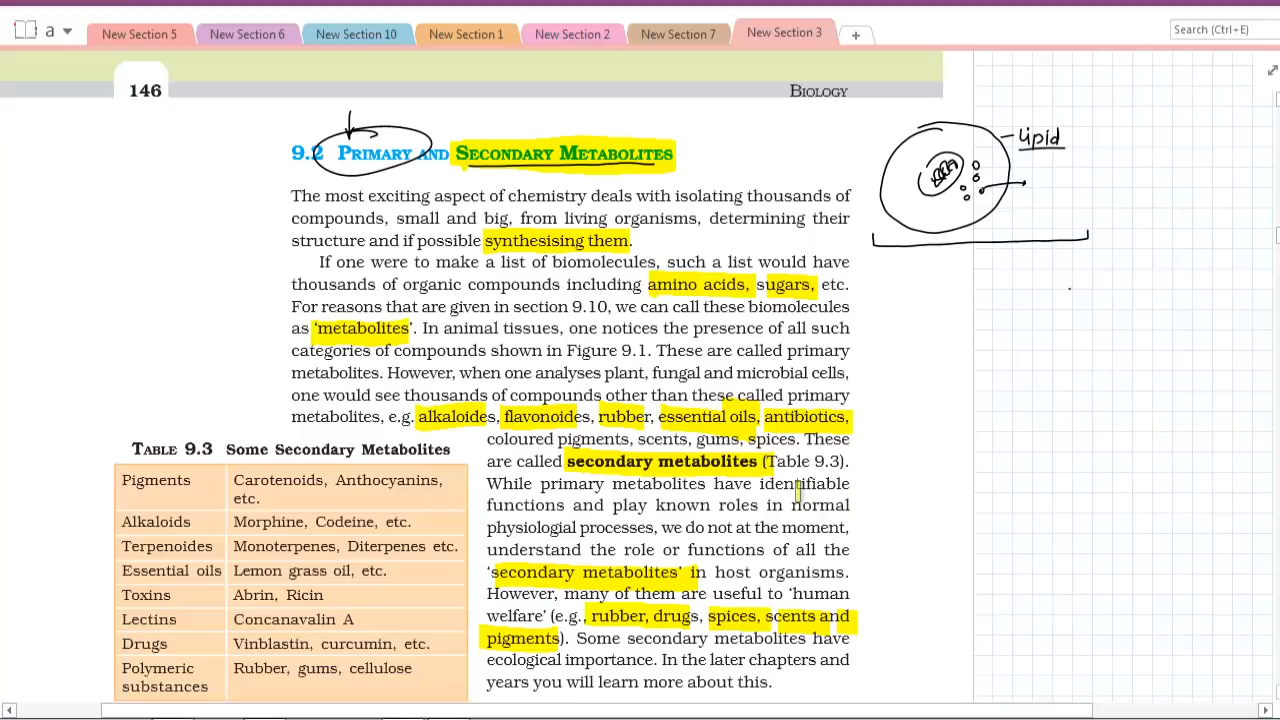 a
New Section 5
New Section 6
New Section 10
New Section 1
New Section 2
New Section 7
New Section 3
+
Search (Ctrl+E)
146
BIOLOGY
9.2 PRIMARY AND SECONDARY METABOLITES
lipid
The most exciting aspect of chemistry deals with isolating thousands of
compounds, small and big, from living organisms, determining their
structure and if possible synthesising them.
If one were to make a list of biomolecules, such a list would have
thousands of organic compounds including amino acids, sugars, etc.
For reasons that are given in section 9.10, we can call these biomolecules
as ‘metabolites’. In animal tissues, one notices the presence of all such
categories of compounds shown in Figure 9.1. These are called primary
metabolites. However, when one analyses plant, fungal and microbial cells,
one would see thousands of compounds other than these called primary
metabolites, e.g. alkaloides, flavonoides, rubber, essential oils, antibiotics,
coloured pigments, scents, gums, spices. These
are called secondary metabolites (Table 9.3).
While primary metabolites have identifiable
functions and play known roles in normal
physiological processes, we do not at the moment,
understand the role or functions of all the
‘secondary metabolites’ in host organisms.
However, many of them are useful to ‘human
welfare’ (e.g., rubber, drugs, spices, scents and
pigments). Some secondary metabolites have
ecological importance. In the later chapters and
years you will learn more about this.
TABLE 9.3 Some Secondary Metabolites
Pigments Carotenoids, Anthocyanins,
etc.
Alkaloids Morphine, Codeine, etc.
Terpenoides Monoterpenes, Diterpenes etc.
Essential oils Lemon grass oil, etc.
Toxins Abrin, Ricin
Lectins Concanavalin A
Drugs Vinblastin, curcumin, etc.
Polymeric Rubber, gums, cellulose
substances